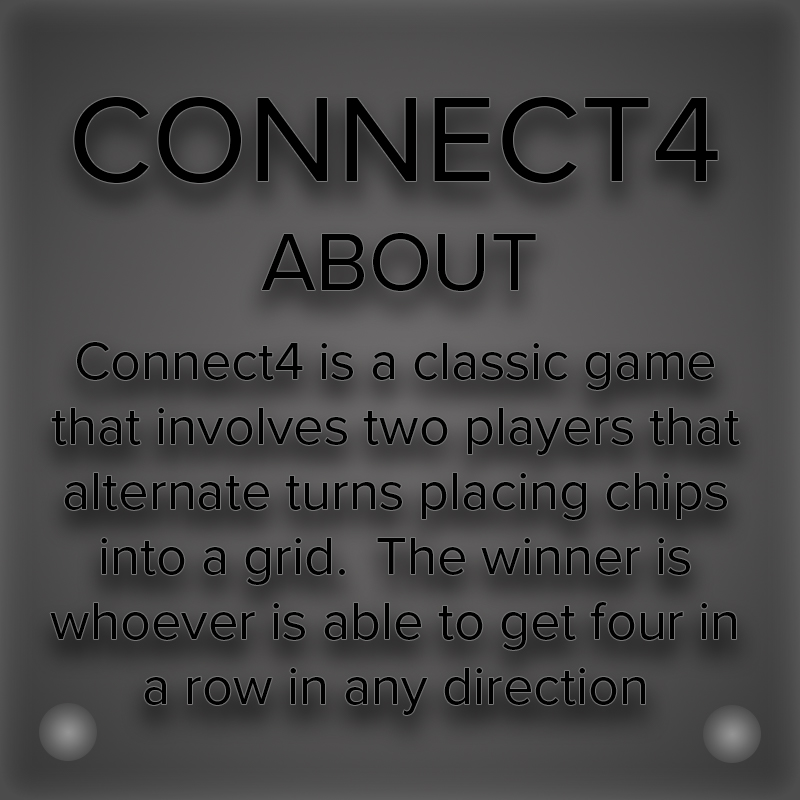 CONNECT4
ABOUT
Connect4 is a classic game
that involves two players that
alternate turns placing chips
into a grid.  The winner is
whoever is able to get four in
a row in any direction